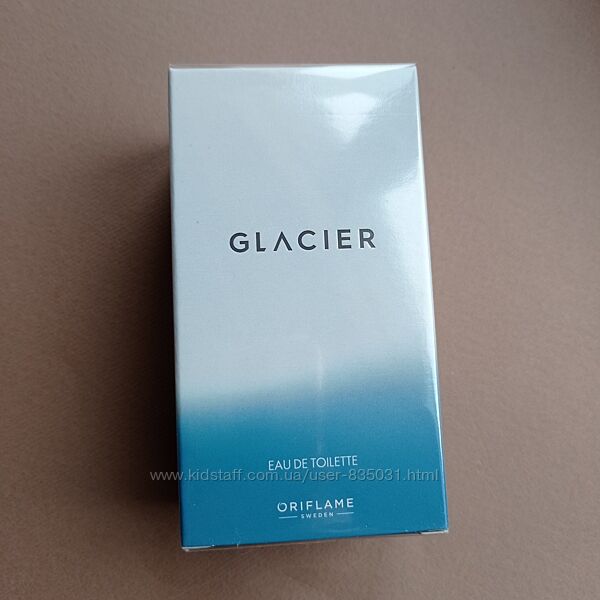 GLACIER
EAU DE TOILETTE
www.kidstaff.com.ua/user-835031.html
ORIFLAME
SWEDEN